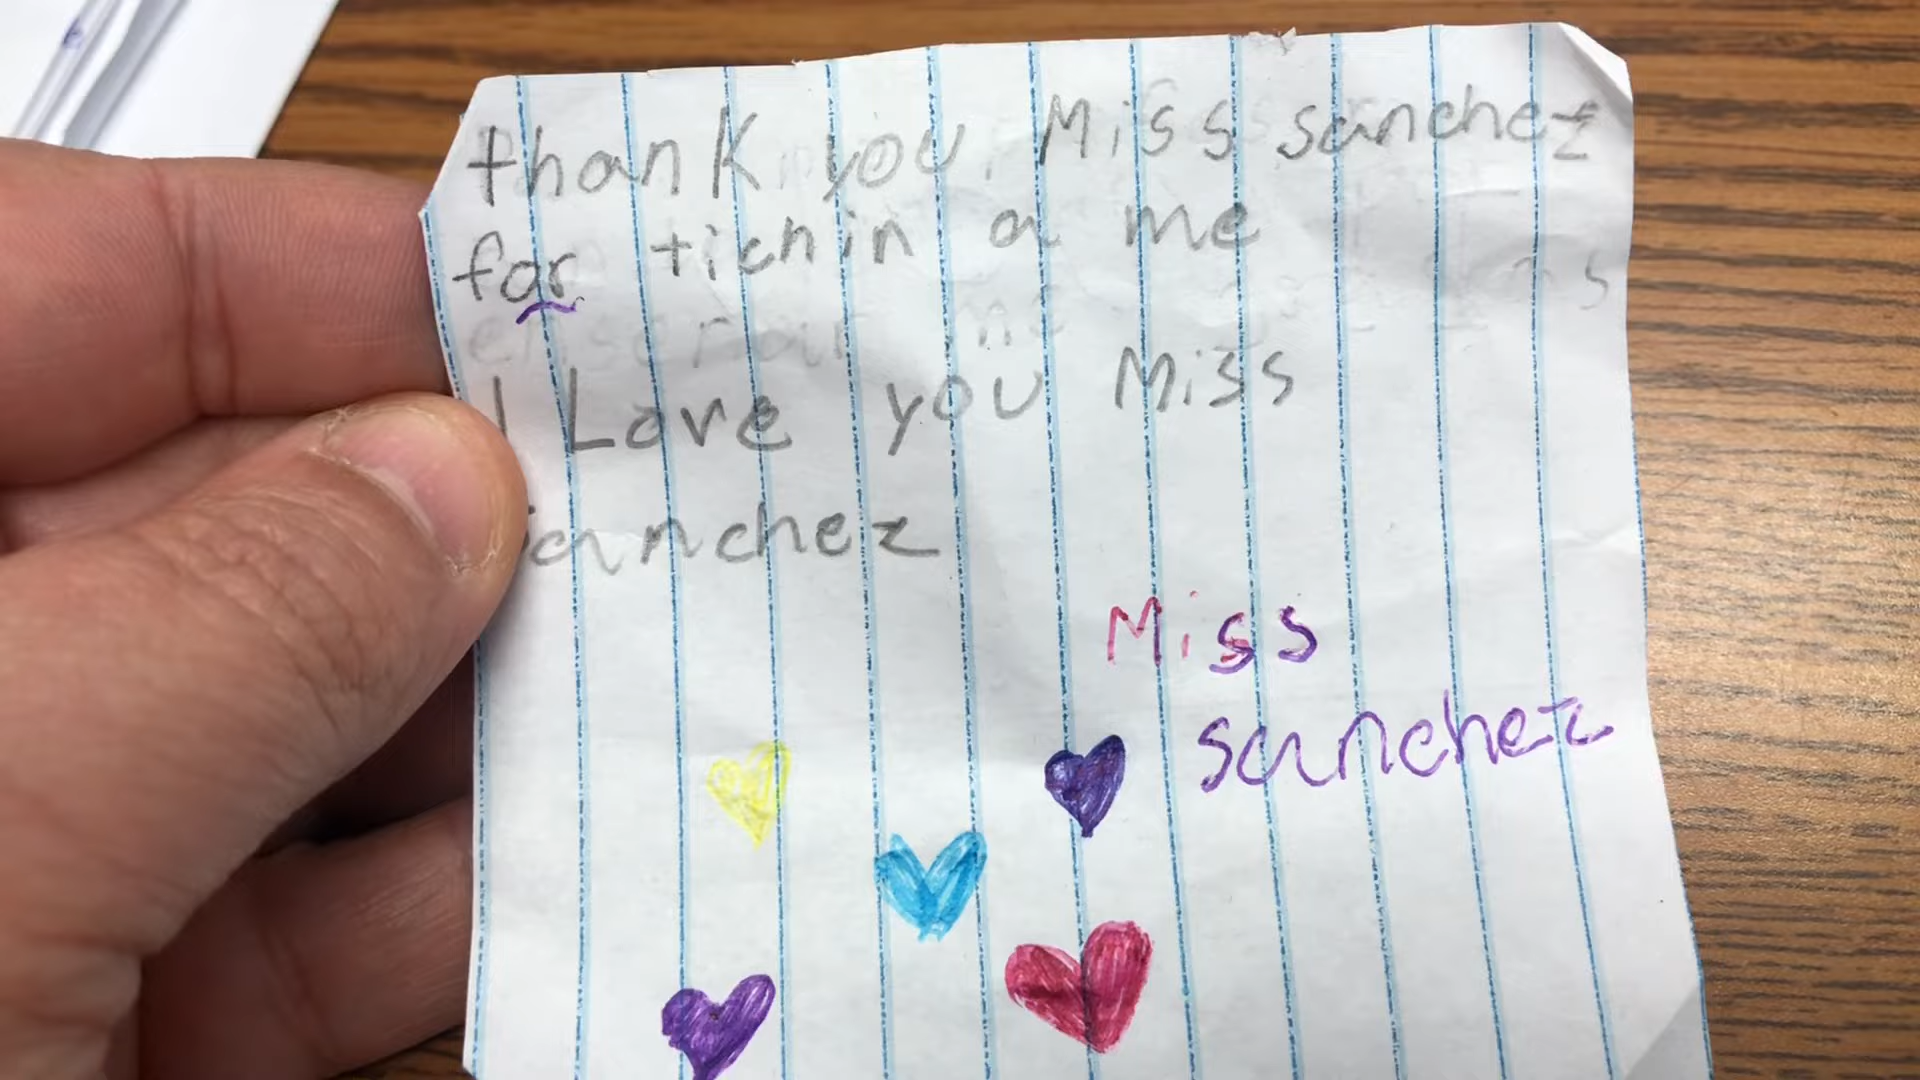 thank you Miss sanchez
for tichin a me
I Love you Miss
sanchez
Miss
sanchez